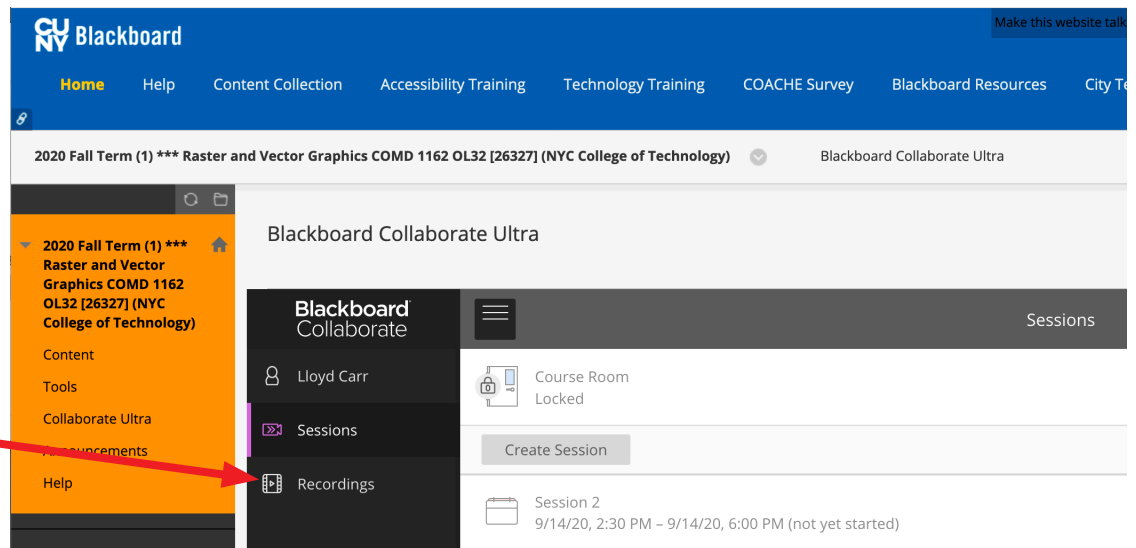 CUNY Blackboard
Make this website talk
Home Help Content Collection Accessibility Training Technology Training COACHE Survey Blackboard Resources City
2020 Fall Term (1) *** Raster and Vector Graphics COMD 1162 OL32 [26327] (NYC College of Technology) Blackboard Collaborate Ultra
2020 Fall Term (1) ***
Raster and Vector
Graphics COMD 1162
OL32 [26327] (NYC
College of Technology)
Content
Tools
Collaborate Ultra
Announcements
Help
Blackboard Collaborate Ultra
Blackboard
Collaborate
Lloyd Carr
Sessions
Recordings
Sessions
Course Room
Locked
Create Session
Session 2
9/14/20, 2:30 PM – 9/14/20, 6:00 PM (not yet started)